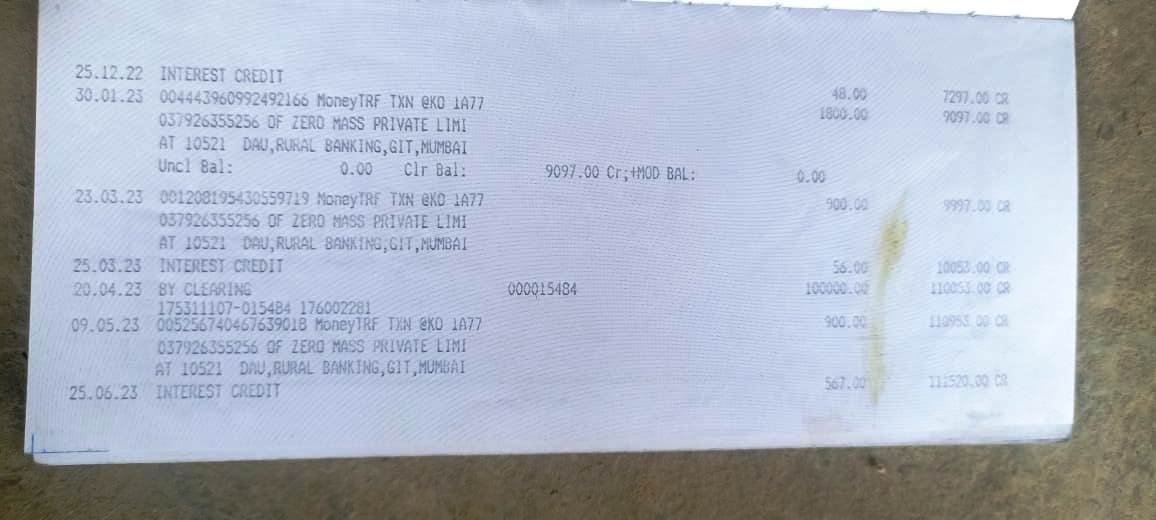 25.12.22 INTEREST CREDIT 48.00 7297.00 CR
30.01.23 004443960992492166 MoneyTRF TXN @KO 1A77 1800.00 9097.00 CR
037926355256 OF ZERO MASS PRIVATE LIMI
AT 10521 DAU,RURAL BANKING,GIT,MUMBAI
Uncl Bal: 0.00 Clr Bal: 9097.00 Cr;+MOD BAL: 0.00
23.03.23 001208195430559719 MoneyTRF TXN @KO 1A77 900.00 9997.00 CR
037926355256 OF ZERO MASS PRIVATE LIMI
AT 10521 DAU,RURAL BANKING,GIT,MUMBAI
25.03.23 INTEREST CREDIT 56.00 10053.00 CR
20.04.23 BY CLEARING 000015484 100000.00 110053.00 CR
175311107-015484 176002281
09.05.23 005256740467639018 MoneyTRF TXN @KO 1A77 900.00 110953.00 CR
037926355256 OF ZERO MASS PRIVATE LIMI
AT 10521 DAU,RURAL BANKING,GIT,MUMBAI
25.06.23 INTEREST CREDIT 567.00 111520.00 CR